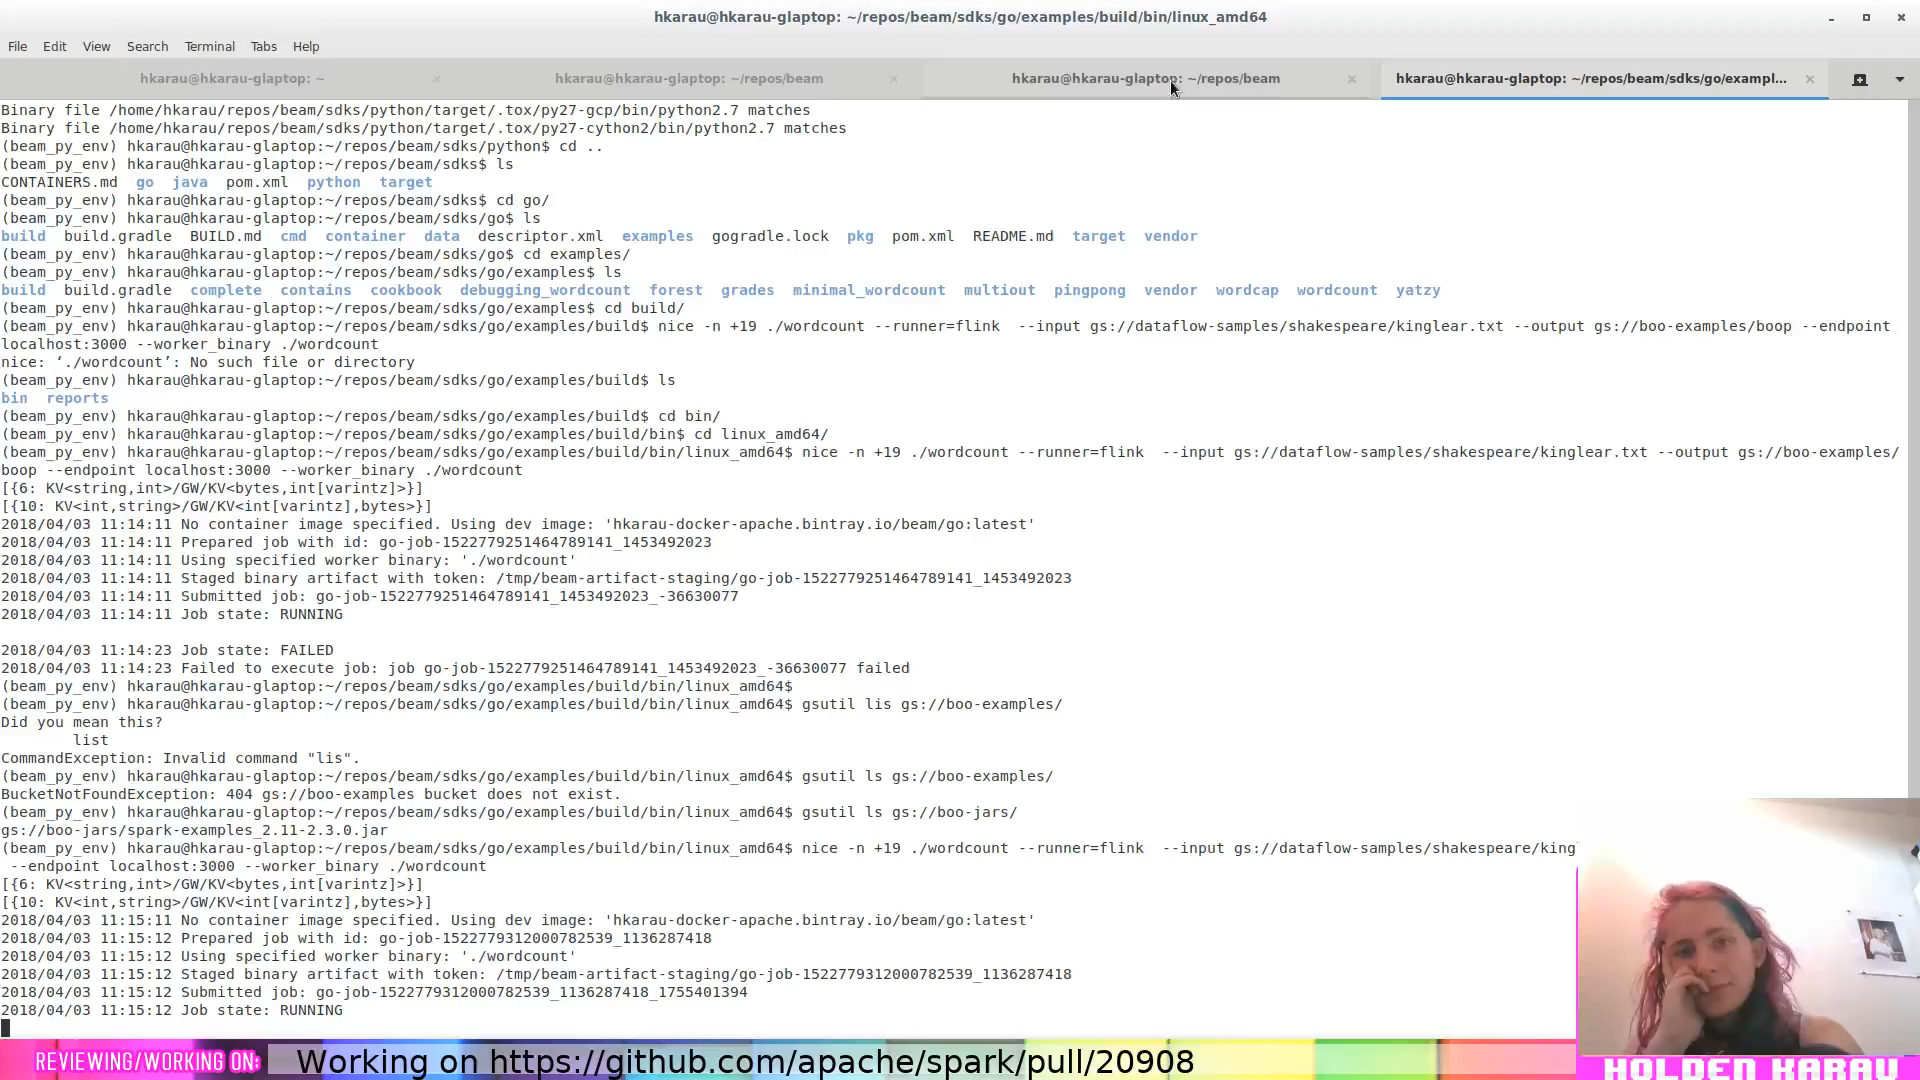 hkarau@hkarau-glaptop: ~/repos/beam/sdks/go/examples/build/bin/linux_amd64
File Edit View Search Terminal Tabs Help
hkarau@hkarau-glaptop: ~ × hkarau@hkarau-glaptop: ~/repos/beam × hkarau@hkarau-glaptop: ~/repos/beam × hkarau@hkarau-glaptop: ~/repos/beam/sdks/go/exampl... ×
Binary file /home/hkarau/repos/beam/sdks/python/target/.tox/py27-gcp/bin/python2.7 matches
Binary file /home/hkarau/repos/beam/sdks/python/target/.tox/py27-cython2/bin/python2.7 matches
(beam_py_env) hkarau@hkarau-glaptop:~/repos/beam/sdks/python$ cd ..
(beam_py_env) hkarau@hkarau-glaptop:~/repos/beam/sdks$ ls
CONTAINERS.md go java pom.xml python target
(beam_py_env) hkarau@hkarau-glaptop:~/repos/beam/sdks$ cd go/
(beam_py_env) hkarau@hkarau-glaptop:~/repos/beam/sdks/go$ ls
build build.gradle BUILD.md cmd container data descriptor.xml examples gogradle.lock pkg pom.xml README.md target vendor
(beam_py_env) hkarau@hkarau-glaptop:~/repos/beam/sdks/go$ cd examples/
(beam_py_env) hkarau@hkarau-glaptop:~/repos/beam/sdks/go/examples$ ls
build build.gradle complete contains cookbook debugging_wordcount forest grades minimal_wordcount multiout pingpong vendor wordcap wordcount yatzy
(beam_py_env) hkarau@hkarau-glaptop:~/repos/beam/sdks/go/examples$ cd build/
(beam_py_env) hkarau@hkarau-glaptop:~/repos/beam/sdks/go/examples/build$ nice -n +19 ./wordcount --runner=flink --input gs://dataflow-samples/shakespeare/kinglear.txt --output gs://boo-examples/boop --endpoint
localhost:3000 --worker_binary ./wordcount
nice: ‘./wordcount’: No such file or directory
(beam_py_env) hkarau@hkarau-glaptop:~/repos/beam/sdks/go/examples/build$ ls
bin reports
(beam_py_env) hkarau@hkarau-glaptop:~/repos/beam/sdks/go/examples/build$ cd bin/
(beam_py_env) hkarau@hkarau-glaptop:~/repos/beam/sdks/go/examples/build/bin$ cd linux_amd64/
(beam_py_env) hkarau@hkarau-glaptop:~/repos/beam/sdks/go/examples/build/bin/linux_amd64$ nice -n +19 ./wordcount --runner=flink --input gs://dataflow-samples/shakespeare/kinglear.txt --output gs://boo-examples/
boop --endpoint localhost:3000 --worker_binary ./wordcount
[{6: KV<string,int>/GW/KV<bytes,int[varintz]>}]
[{10: KV<int,string>/GW/KV<int[varintz],bytes>}]
2018/04/03 11:14:11 No container image specified. Using dev image: 'hkarau-docker-apache.bintray.io/beam/go:latest'
2018/04/03 11:14:11 Prepared job with id: go-job-1522779251464789141_1453492023
2018/04/03 11:14:11 Using specified worker binary: './wordcount'
2018/04/03 11:14:11 Staged binary artifact with token: /tmp/beam-artifact-staging/go-job-1522779251464789141_1453492023
2018/04/03 11:14:11 Submitted job: go-job-1522779251464789141_1453492023_-36630077
2018/04/03 11:14:11 Job state: RUNNING
2018/04/03 11:14:23 Job state: FAILED
2018/04/03 11:14:23 Failed to execute job: job go-job-1522779251464789141_1453492023_-36630077 failed
(beam_py_env) hkarau@hkarau-glaptop:~/repos/beam/sdks/go/examples/build/bin/linux_amd64$
(beam_py_env) hkarau@hkarau-glaptop:~/repos/beam/sdks/go/examples/build/bin/linux_amd64$ gsutil lis gs://boo-examples/
Did you mean this?
list
CommandException: Invalid command "lis".
(beam_py_env) hkarau@hkarau-glaptop:~/repos/beam/sdks/go/examples/build/bin/linux_amd64$ gsutil ls gs://boo-examples/
BucketNotFoundException: 404 gs://boo-examples bucket does not exist.
(beam_py_env) hkarau@hkarau-glaptop:~/repos/beam/sdks/go/examples/build/bin/linux_amd64$ gsutil ls gs://boo-jars/
gs://boo-jars/spark-examples_2.11-2.3.0.jar
(beam_py_env) hkarau@hkarau-glaptop:~/repos/beam/sdks/go/examples/build/bin/linux_amd64$ nice -n +19 ./wordcount --runner=flink --input gs://dataflow-samples/shakespeare/king
--endpoint localhost:3000 --worker_binary ./wordcount
[{6: KV<string,int>/GW/KV<bytes,int[varintz]>}]
[{10: KV<int,string>/GW/KV<int[varintz],bytes>}]
2018/04/03 11:15:11 No container image specified. Using dev image: 'hkarau-docker-apache.bintray.io/beam/go:latest'
2018/04/03 11:15:12 Prepared job with id: go-job-1522779312000782539_1136287418
2018/04/03 11:15:12 Using specified worker binary: './wordcount'
2018/04/03 11:15:12 Staged binary artifact with token: /tmp/beam-artifact-staging/go-job-1522779312000782539_1136287418
2018/04/03 11:15:12 Submitted job: go-job-1522779312000782539_1136287418_1755401394
2018/04/03 11:15:12 Job state: RUNNING
REVIEWING/WORKING ON: Working on https://github.com/apache/spark/pull/20908
HOLDEN KARAU